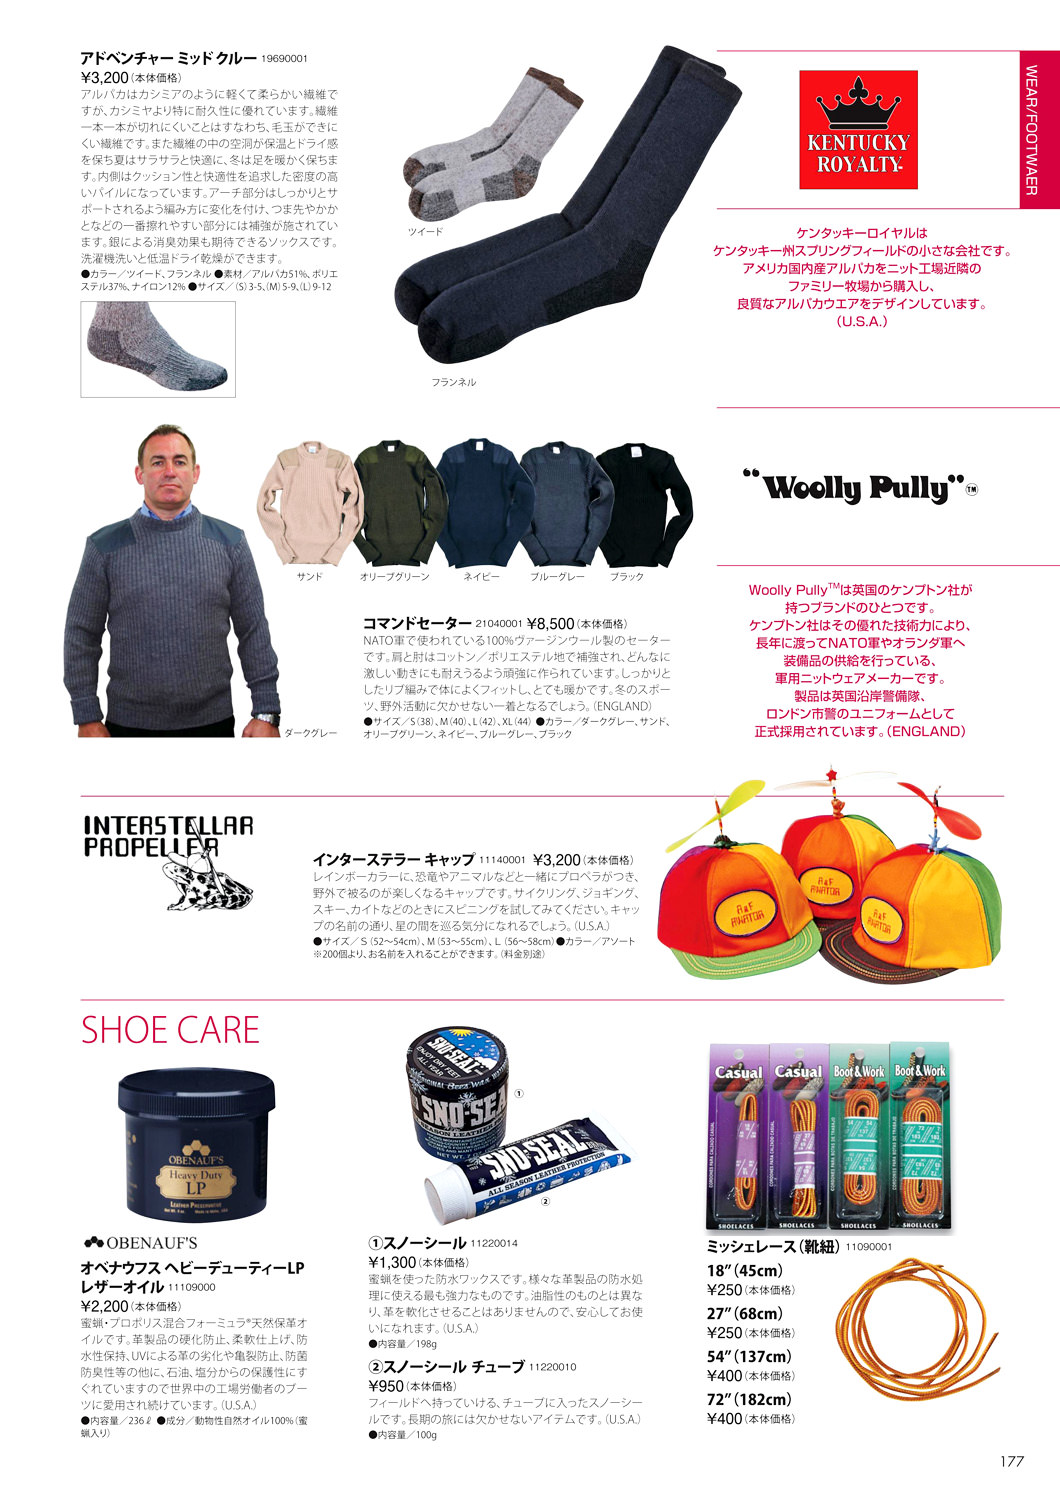 アドベンチャー ミッド クルー 19690001
¥3,200(本体価格)
アルパカはカシミアのように軽くて柔らかい繊維で
すが、カシミヤより特に耐久性に優れています。繊維
一本一本が切れにくいことはすなわち、毛玉ができに
くい繊維です。また繊維の中の空洞が保温とドライ感
を保ち夏はサラサラと快適に、冬は足を暖かく保ちま
す。内側はクッション性と快適性を追求した密度の高
いパイルになっています。アーチ部分はしっかりとサ
ポートされるよう編み方に変化を付け、つま先やかか
となどの一番擦れやすい部分には補強が施されてい
ます。銀による消臭効果も期待できるソックスです。
洗濯機洗いと低温ドライ乾燥ができます。
●カラー／ツイード、フランネル ●素材／アルパカ51%、ポリエ
ステル37%、ナイロン12% ●サイズ／(S)3-5、(M)5-9、(L)9-12
ツイード
フランネル
KENTUCKY
ROYALTY
WEAR/FOOTWAER
ケンタッキーロイヤルは
ケンタッキー州スプリングフィールドの小さな会社です。
アメリカ国内産アルパカをニット工場近隣の
ファミリー牧場から購入し、
良質なアルパカウエアをデザインしています。
(U.S.A.)
サンド
オリーブグリーン
ネイビー
ブルーグレー
ブラック
ダークグレー
コマンドセーター 21040001 ¥8,500(本体価格)
NATO軍で使われている100%ヴァージンウール製のセーター
です。肩と肘はコットン／ポリエステル地で補強され、どんなに
激しい動きにも耐えうるよう頑強に作られています。しっかりと
したリブ編みで体によくフィットし、とても暖かです。冬のスポー
ツ、野外活動に欠かせない一着となるでしょう。(ENGLAND)
●サイズ／S(38)、M(40)、L(42)、XL(44) ●カラー／ダークグレー、サンド、
オリーブグリーン、ネイビー、ブルーグレー、ブラック
"Woolly Pully" TM
Woolly Pully™は英国のケンプトン社が
持つブランドのひとつです。
ケンプトン社はその優れた技術力により、
長年に渡ってNATO軍やオランダ軍へ
装備品の供給を行っている、
軍用ニットウェアメーカーです。
製品は英国沿岸警備隊、
ロンドン市警のユニフォームとして
正式採用されています。(ENGLAND)
INTERSTELLAR
PROPELLER
インターステラー キャップ 11140001 ¥3,200(本体価格)
レインボーカラーに、恐竜やアニマルなどと一緒にプロペラがつき、
野外で被るのが楽しくなるキャップです。サイクリング、ジョギング、
スキー、カイトなどのときにスピニングを試してみてください。キャッ
プの名前の通り、星の間を巡る気分になれるでしょう。(U.S.A.)
●サイズ／S(52〜54cm)、M(53〜55cm)、L(56〜58cm) ●カラー／アソート
※200個より、お名前を入れることができます。(料金別途)
A&F
AVIATOR
A&F
AVIATOR
A&F
AVIATOR
SHOE CARE
OBENAUF'S
Heavy Duty
LP
LEATHER PRESERVATIVE
OBENAUF'S
オベナウフス ヘビーデューティーLP
レザーオイル 11109000
¥2,200(本体価格)
蜜蝋・プロポリス混合フォーミュラ®天然保革オ
イルです。革製品の硬化防止、柔軟仕上げ、防
水性保持、UVによる革の劣化や亀裂防止、防菌
防臭性等の他に、石油、塩分からの保護性にす
ぐれていますので世界中の工場労働者のブー
ツに愛用され続けています。(U.S.A.)
●内容量／236ℓ ●成分／動物性自然オイル100%(蜜
蝋入り)
SNO-SEAL
ENJOY DRY FEET
ALL YEAR
ORIGINAL Beez Wax
SNO-SEAL
SEASON LEATHER
①
SNO-SEAL
ALL SEASON LEATHER PROTECTION
②
①スノーシール 11220014
¥1,300(本体価格)
蜜蝋を使った防水ワックスです。様々な革製品の防水処
理に使える最も強力なものです。油脂性のものとは異な
り、革を軟化させることはありませんので、安心してお使
いになれます。(U.S.A.)
●内容量／198g
②スノーシール チューブ 11220010
¥950(本体価格)
フィールドへ持っていける、チューブに入ったスノーシー
ルです。長期の旅には欠かせないアイテムです。(U.S.A.)
●内容量／100g
Casual
Casual
Boot&Work
Boot&Work
SHOELACES
SHOELACES
SHOELACES
SHOELACES
ミッシェレース(靴紐) 11090001
18"(45cm)
¥250(本体価格)
27"(68cm)
¥250(本体価格)
54"(137cm)
¥400(本体価格)
72"(182cm)
¥400(本体価格)
177